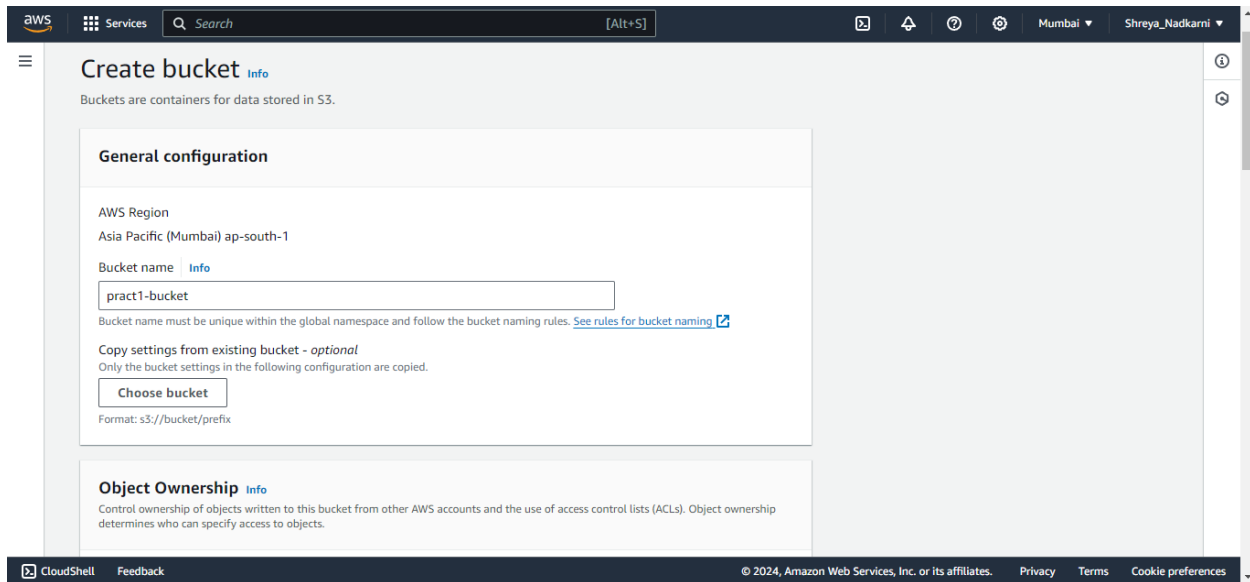 aws
Services
Search [Alt+S]
Mumbai ▼
Shreya_Nadkarni ▼
Create bucket Info
Buckets are containers for data stored in S3.
General configuration
AWS Region
Asia Pacific (Mumbai) ap-south-1
Bucket name Info
pract1-bucket
Bucket name must be unique within the global namespace and follow the bucket naming rules. See rules for bucket naming
Copy settings from existing bucket - optional
Only the bucket settings in the following configuration are copied.
Choose bucket
Format: s3://bucket/prefix
Object Ownership Info
Control ownership of objects written to this bucket from other AWS accounts and the use of access control lists (ACLs). Object ownership
determines who can specify access to objects.
CloudShell Feedback © 2024, Amazon Web Services, Inc. or its affiliates. Privacy Terms Cookie preferences